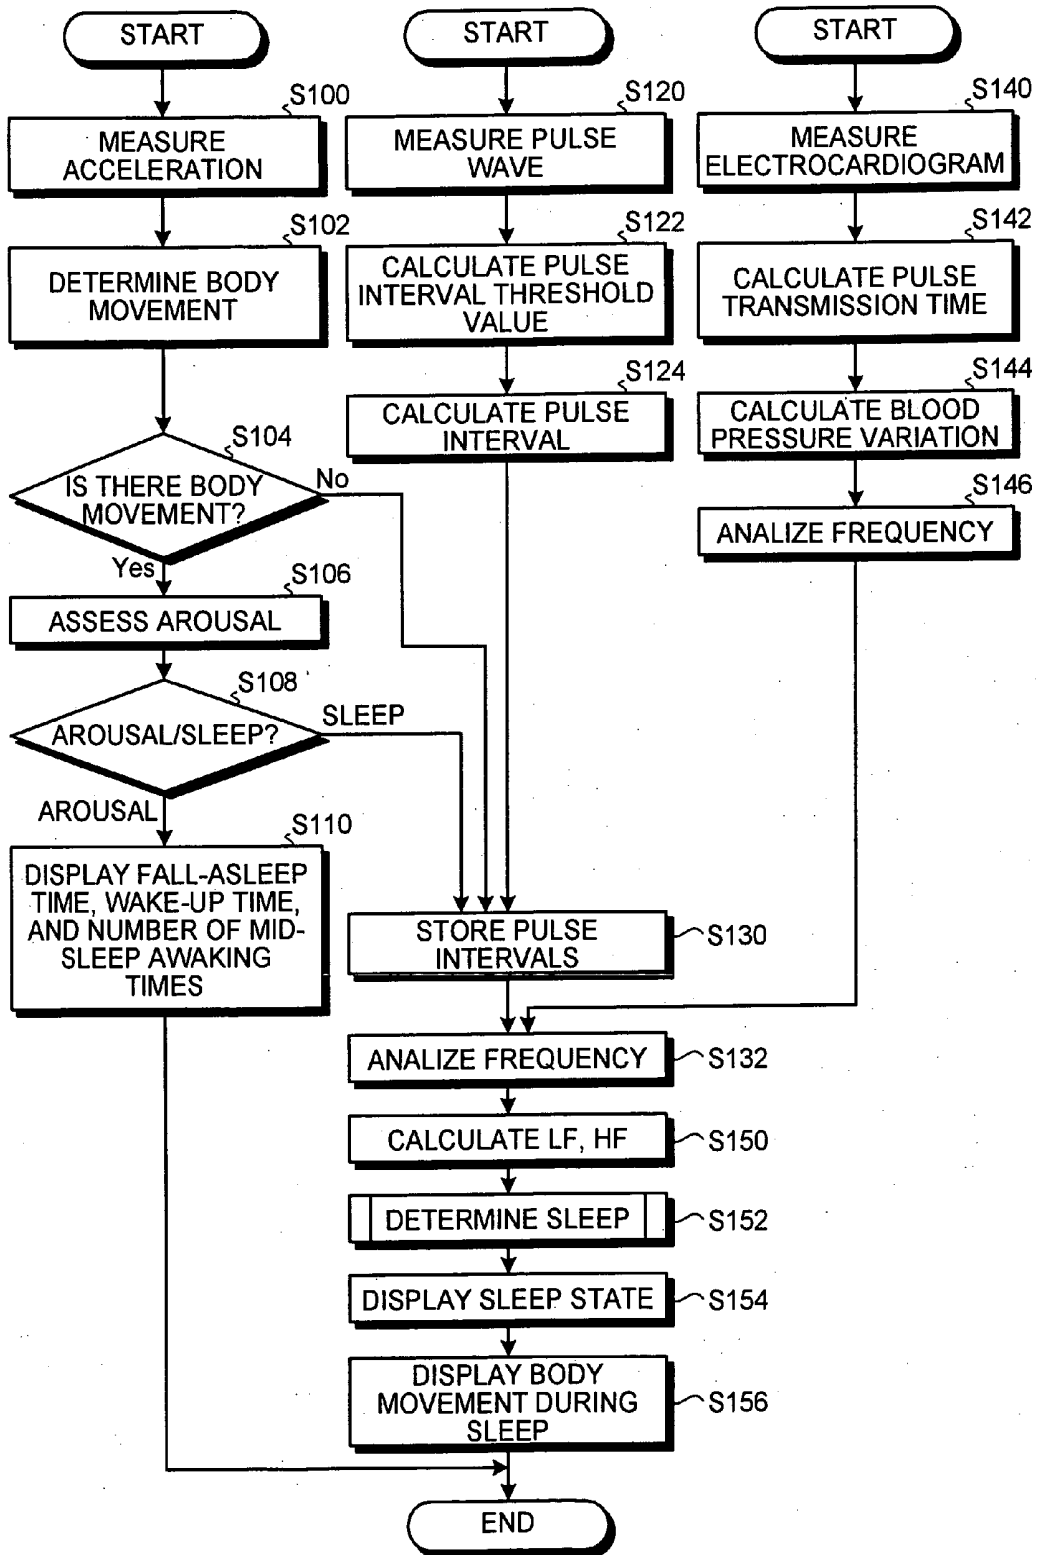 START
S100
MEASURE
ACCELERATION
S102
DETERMINE BODY
MOVEMENT
S104
IS THERE BODY
MOVEMENT?
No
Yes
S106
ASSESS AROUSAL
S108
AROUSAL/SLEEP?
SLEEP
AROUSAL
S110
DISPLAY FALL-ASLEEP
TIME, WAKE-UP TIME,
AND NUMBER OF MID-
SLEEP AWAKING
TIMES
START
S120
MEASURE PULSE
WAVE
S122
CALCULATE PULSE
INTERVAL THRESHOLD
VALUE
S124
CALCULATE PULSE
INTERVAL
START
S140
MEASURE
ELECTROCARDIOGRAM
S142
CALCULATE PULSE
TRANSMISSION TIME
S144
CALCULATE BLOOD
PRESSURE VARIATION
S146
ANALIZE FREQUENCY
STORE PULSE
INTERVALS
S130
ANALIZE FREQUENCY
S132
CALCULATE LF, HF
S150
DETERMINE SLEEP
S152
DISPLAY SLEEP STATE
S154
DISPLAY BODY
MOVEMENT DURING
SLEEP
S156
END